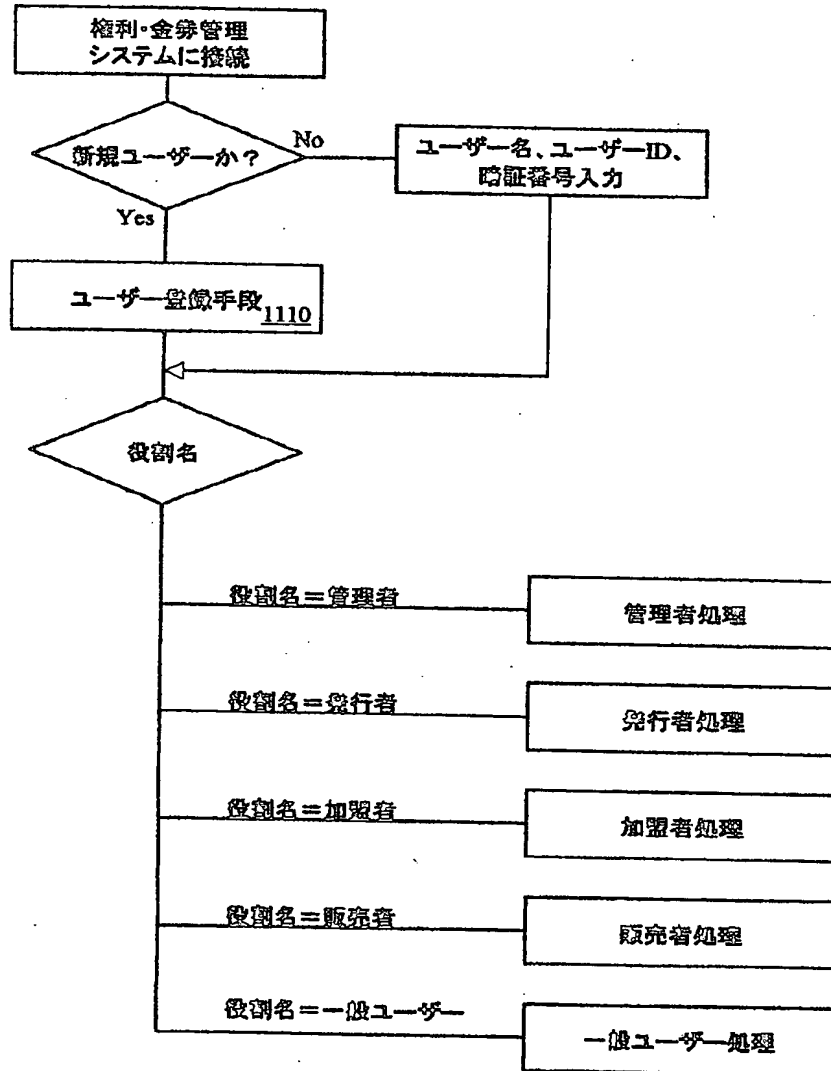 権利・金券管理
システムに接続
新規ユーザーか?
No
ユーザー名、ユーザーID、
暗証番号入力
Yes
ユーザー登録手段
1110
役割名
役割名=管理者
管理者処理
役割名=発行者
発行者処理
役割名=加盟者
加盟者処理
役割名=販売者
販売者処理
役割名=一般ユーザー
一般ユーザー処理